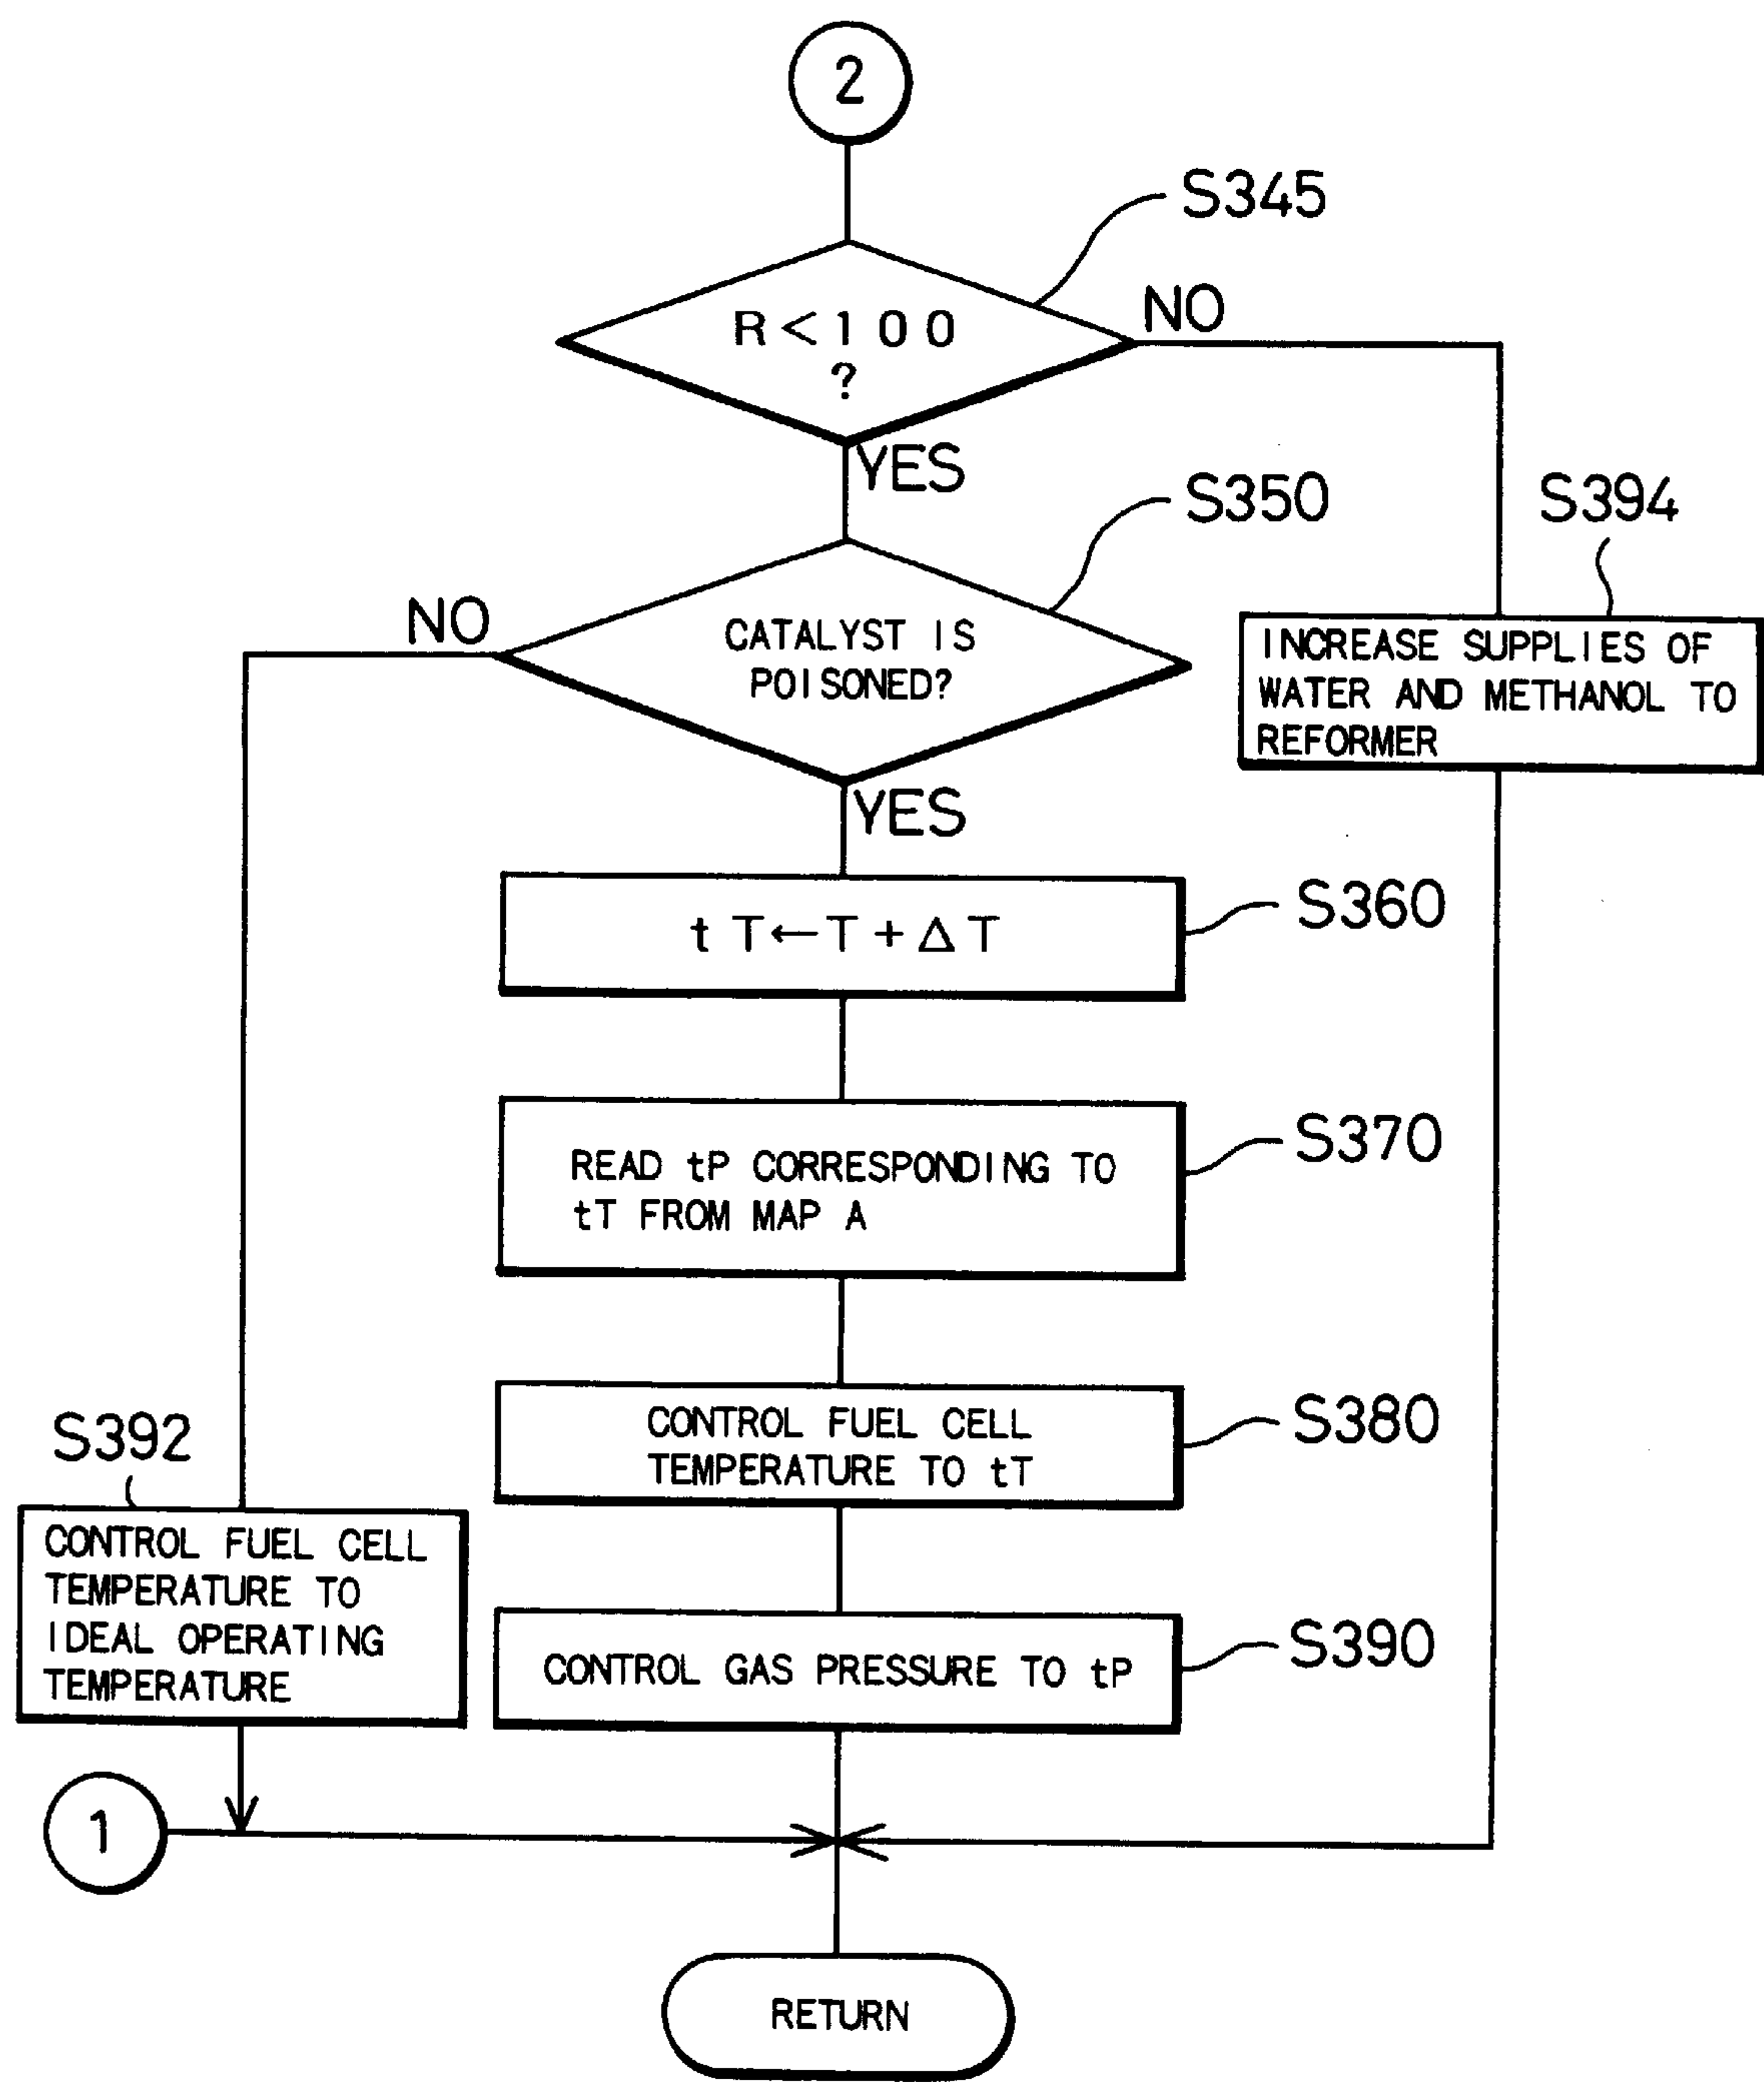 2
S345
R<100
?
NO
YES
S350
S394
NO
CATALYST IS
POISONED?
INCREASE SUPPLIES OF
WATER AND METHANOL TO
REFORMER
YES
S360
tT←T+ΔT
S370
READ tP CORRESPONDING TO
tT FROM MAP A
S380
CONTROL FUEL CELL
TEMPERATURE TO tT
S392
CONTROL FUEL CELL
TEMPERATURE TO
IDEAL OPERATING
TEMPERATURE
S390
CONTROL GAS PRESSURE TO tP
1
RETURN